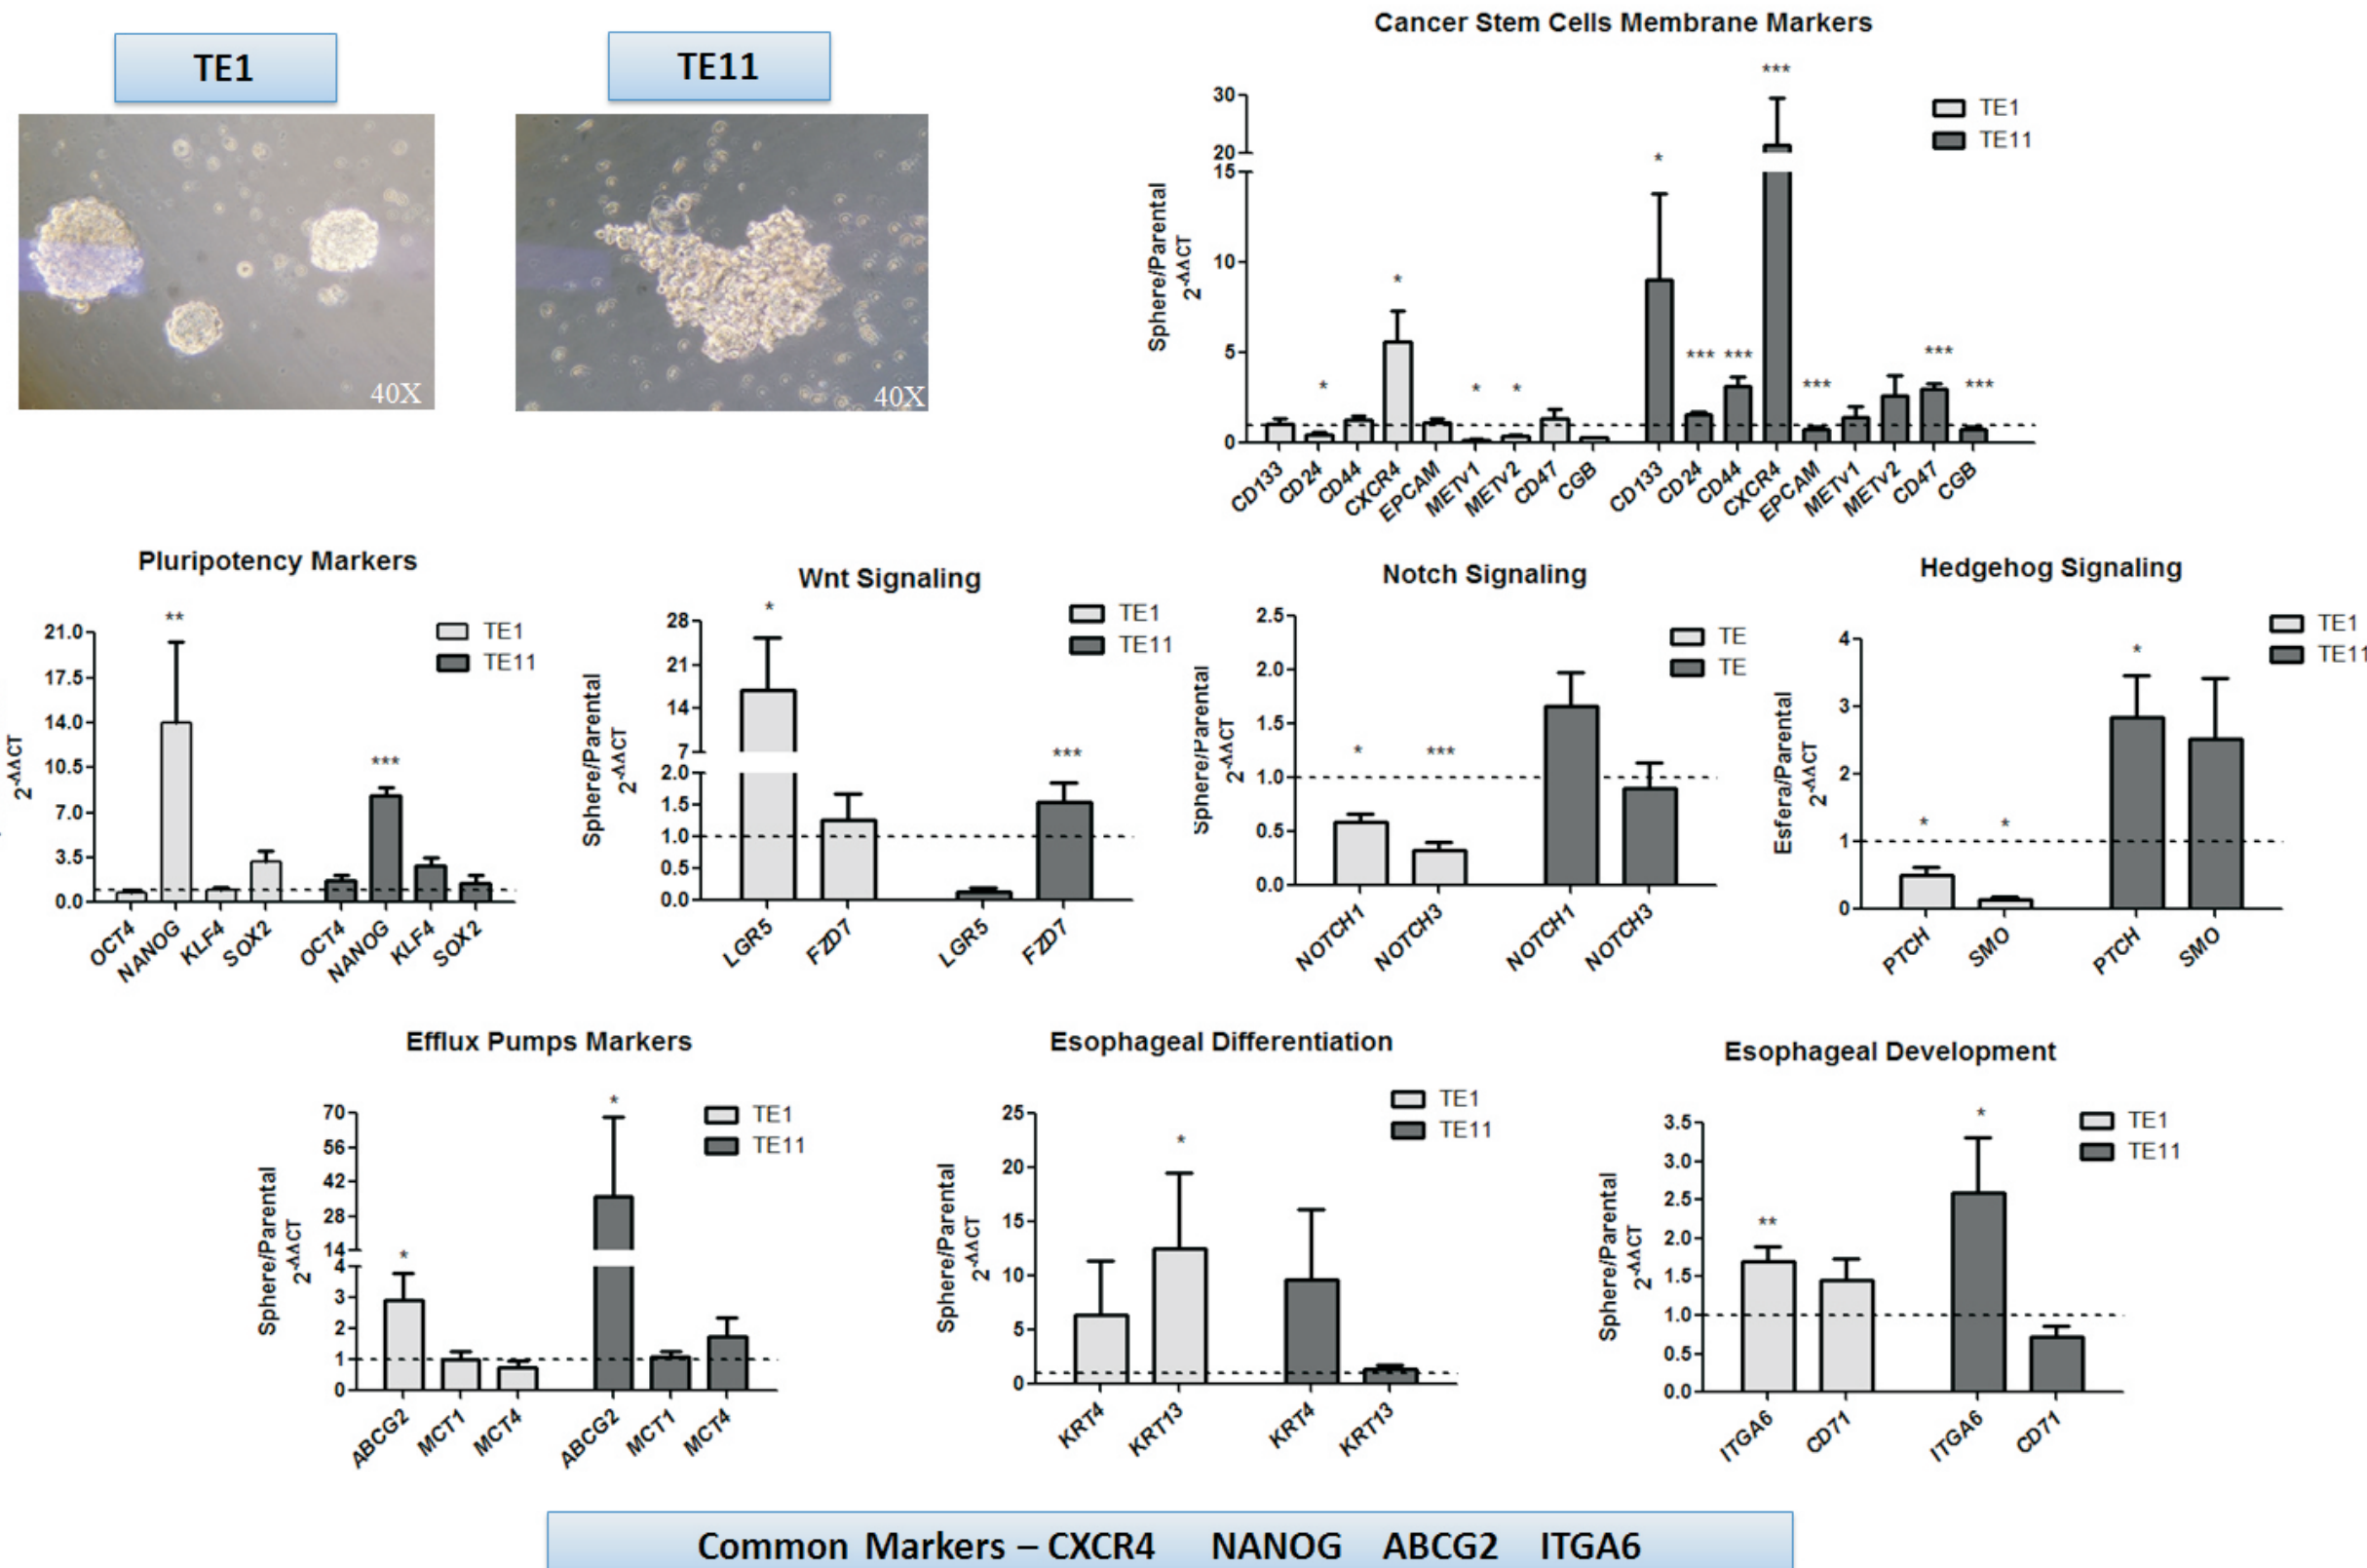 TE1
TE11
40X
40X
Cancer Stem Cells Membrane Markers
*
*
*
*
*
***
***
***
***
***
***
TE1
TE11
Sphere/Parental
2^-ΛΛCT
30
20
15
10
5
0
CD133 CD24 CD44 CXCR4 EPCAM METv1 METv2 CD47 CGB CD133 CD24 CD44 CXCR4 EPCAM METv1 METv2 CD47 CGB
Pluripotency Markers
**
***
TE1
TE11
2^-ΛΛCT
21.0
17.5
14.0
10.5
7.0
3.5
0.0
OCT4 NANOG KLF4 SOX2 OCT4 NANOG KLF4 SOX2
Wnt Signaling
*
***
TE1
TE11
Sphere/Parental
2^-ΛΛCT
28
21
14
7
2.0
1.5
1.0
0.5
0.0
LGR5 FZD7 LGR5 FZD7
Notch Signaling
*
***
TE
TE
Sphere/Parental
2^-ΛΛCT
2.5
2.0
1.5
1.0
0.5
0.0
NOTCH1 NOTCH3 NOTCH1 NOTCH3
Hedgehog Signaling
*
*
*
TE1
TE11
Esfera/Parental
2^-ΛΛCT
4
3
2
1
0
PTCH SMO PTCH SMO
Efflux Pumps Markers
*
*
TE1
TE11
Sphere/Parental
2^-ΛΛCT
70
56
42
28
14
4
3
2
1
0
ABCG2 MCT1 MCT4 ABCG2 MCT1 MCT4
Esophageal Differentiation
*
TE1
TE11
Sphere/Parental
2^-ΛΛCT
25
20
15
10
5
0
KRT4 KRT13 KRT4 KRT13
Esophageal Development
**
*
TE1
TE11
Sphere/Parental
2^-ΛΛCT
3.5
3.0
2.5
2.0
1.5
1.0
0.5
0.0
ITGA6 CD71 ITGA6 CD71
Common Markers – CXCR4 NANOG ABCG2 ITGA6